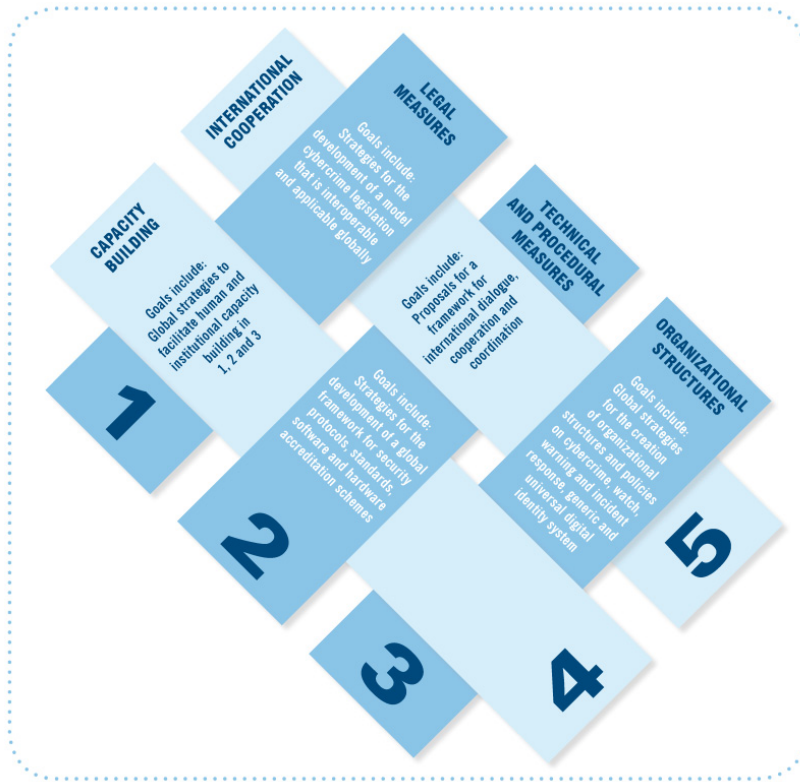 INTERNATIONAL
COOPERATION
LEGAL
MEASURES
Goals include:
Strategies for the
development of a model
cybercrime legislation
that is interoperable
and applicable globally
CAPACITY
BUILDING
Goals include:
Global strategies to
facilitate human and
institutional capacity
building in
1, 2 and 3
TECHNICAL
AND PROCEDURAL
MEASURES
Goals include:
Proposals for a
framework for
international dialogue,
cooperation and
coordination
ORGANIZATIONAL
STRUCTURES
Goals include:
Global strategies
for the creation
of organizational
structures and policies
on cybercrime, watch,
warning and incident
response, generic and
universal digital
identity system
Goals include:
Strategies for the
development of a global
framework for security
protocols, standards,
software and hardware
accreditation schemes
1
2
3
4
5